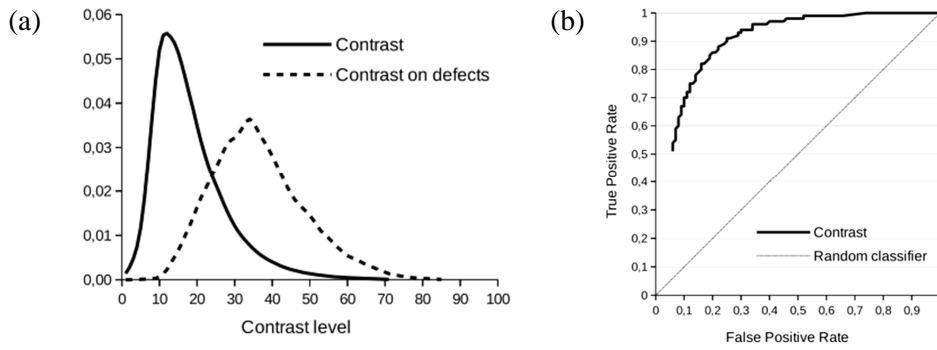 (a)
0,06
0,05
0,04
0,03
0,02
0,01
0,00
0 10 20 30 40 50 60 70 80 90 100
Contrast level
Contrast
Contrast on defects
(b)
True Positive Rate
1
0,9
0,8
0,7
0,6
0,5
0,4
0,3
0,2
0,1
0
0 0,1 0,2 0,3 0,4 0,5 0,6 0,7 0,8 0,9
False Positive Rate
Contrast
Random classifier